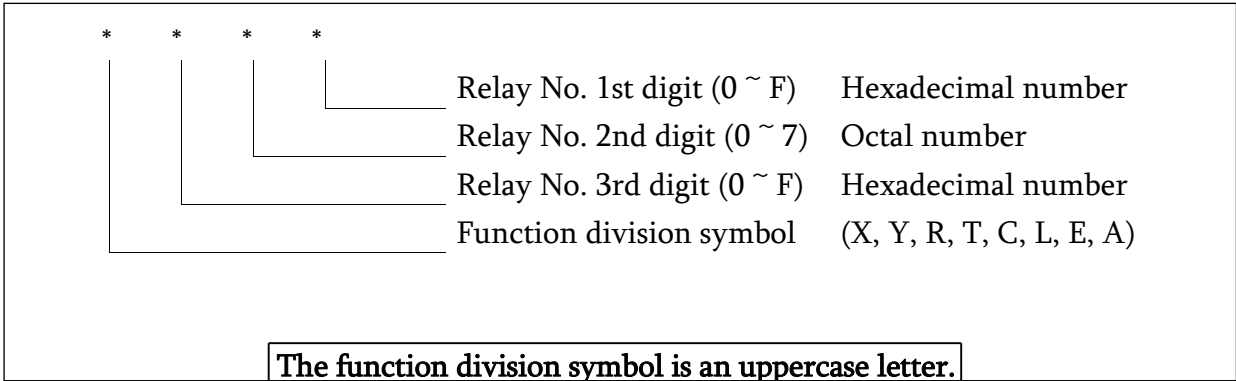 * * * *
Relay No. 1st digit (0 ~ F) Hexadecimal number
Relay No. 2nd digit (0 ~ 7) Octal number
Relay No. 3rd digit (0 ~ F) Hexadecimal number
Function division symbol (X, Y, R, T, C, L, E, A)
The function division symbol is an uppercase letter.